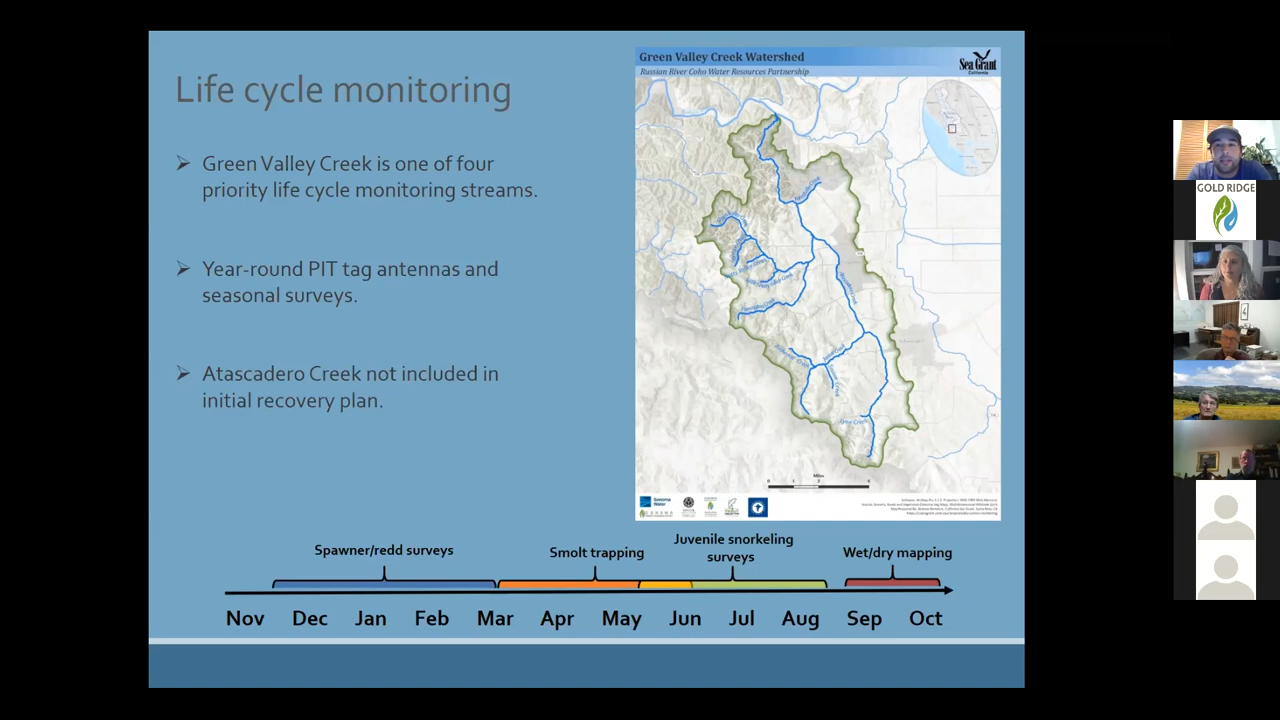 Life cycle monitoring
Green Valley Creek is one of four
priority life cycle monitoring streams.
Year-round PIT tag antennas and
seasonal surveys.
Atascadero Creek not included in
initial recovery plan.
Green Valley Creek Watershed
Russian River Coho Water Resources Partnership
Sea Grant
California
Miles
Sonoma
Water
GOLD RIDGE
Spawner/redd surveys
Smolt trapping
Juvenile snorkeling
surveys
Wet/dry mapping
Nov Dec Jan Feb Mar Apr May Jun Jul Aug Sep Oct